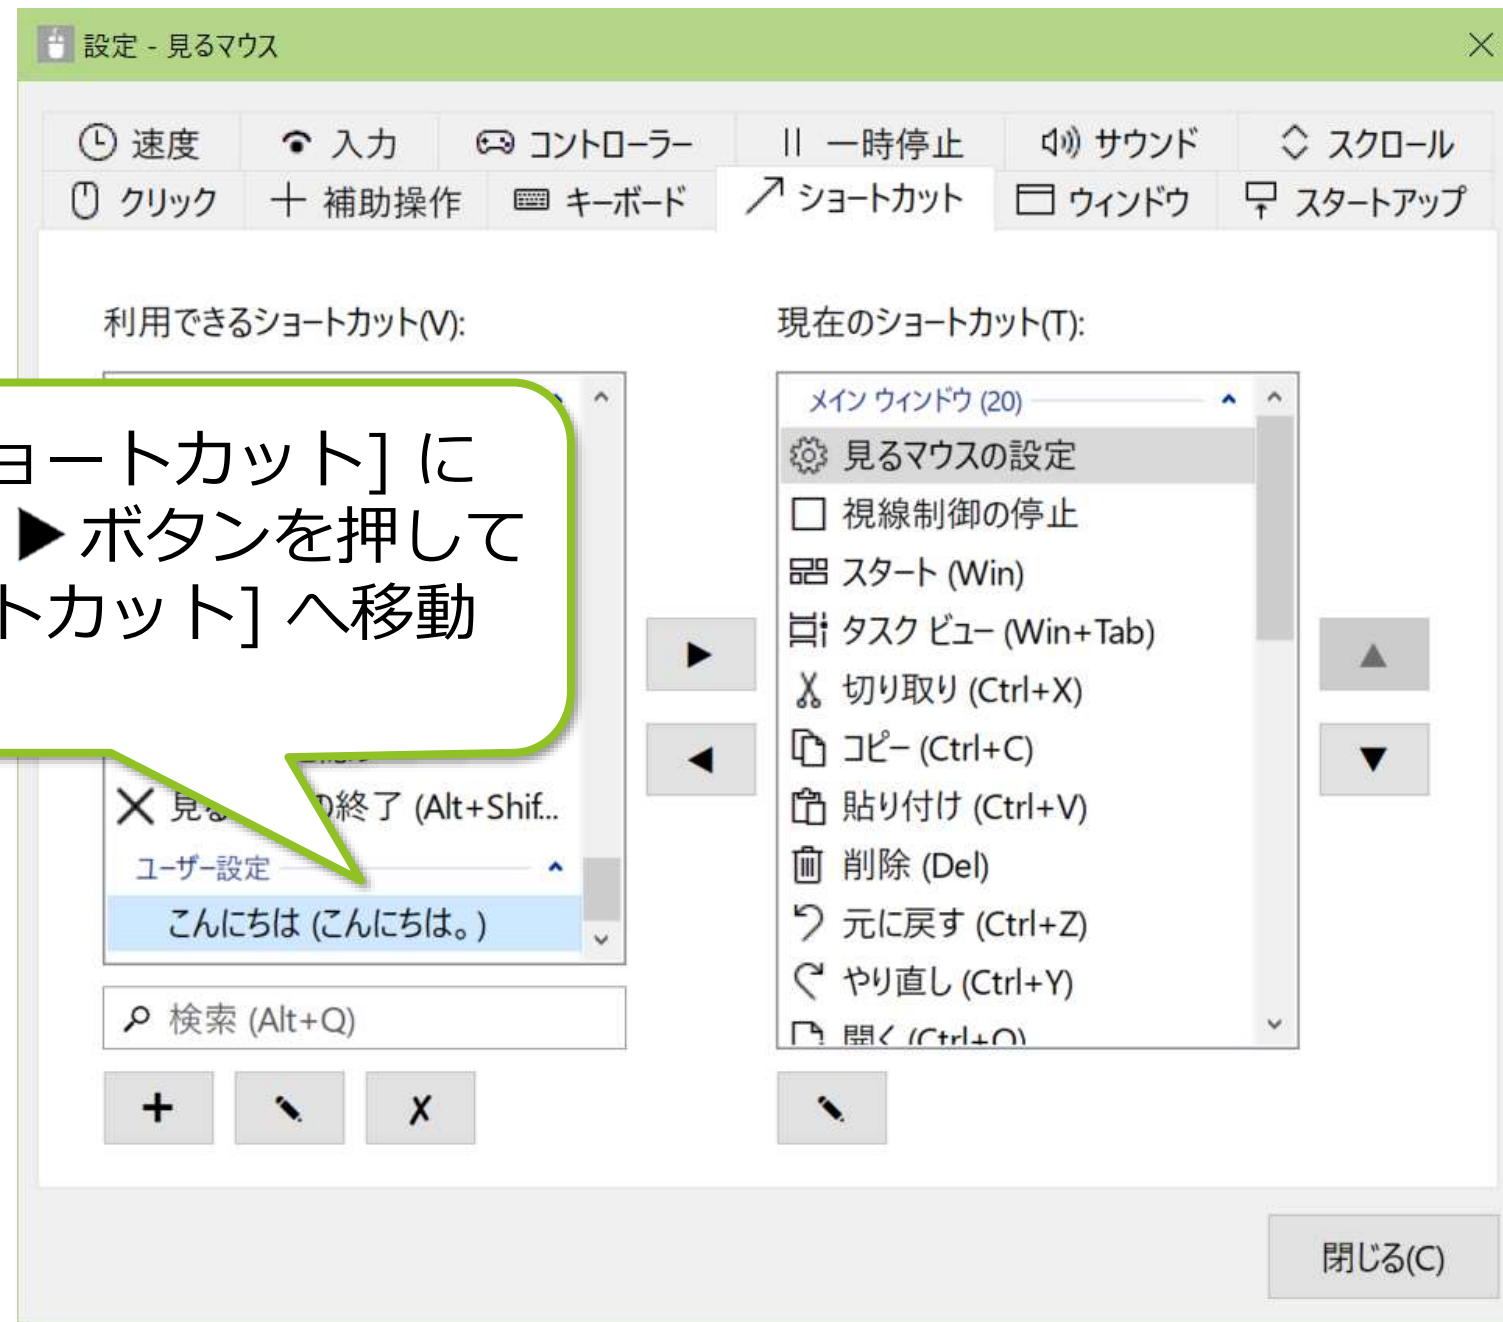 設定 - 見るマウス
速度 入力 コントローラー 一時停止 サウンド スクロール
クリック 補助操作 キーボード ショートカット ウィンドウ スタートアップ
利用できるショートカット(V):
ョートカット] に
▶ ボタンを押して
トカット] へ移動
見る の終了 (Alt+Shif...
ユーザー設定
こんにちは (こんにちは。)
検索 (Alt+Q)
現在のショートカット(T):
メイン ウィンドウ (20)
見るマウスの設定
視線制御の停止
スタート (Win)
タスク ビュー (Win+Tab)
切り取り (Ctrl+X)
コピー (Ctrl+C)
貼り付け (Ctrl+V)
削除 (Del)
元に戻す (Ctrl+Z)
やり直し (Ctrl+Y)
開く (Ctrl+O)
閉じる(C)